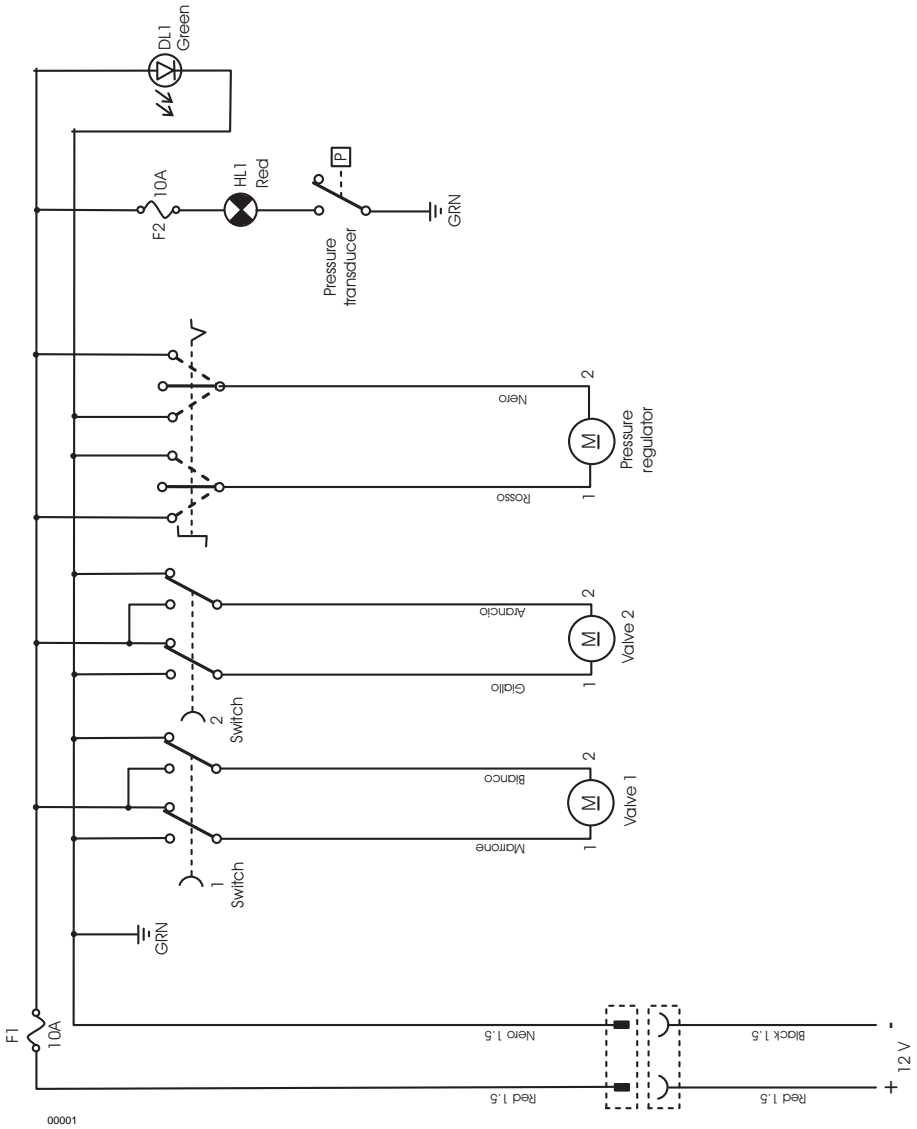 DL1
Green
10A
F2
HL1
Red
P
Pressure
transducer
GRN
Nero
Rosso
2
1
M
Pressure
regulator
Arancio
Giallo
2
1
M
Valve 2
2
Switch
Bianco
Marrone
2
1
M
Valve 1
1
Switch
GRN
F1
10A
Nero 1.5
Red 1.5
Black 1.5
Red 1.5
-
+
12 V
00001